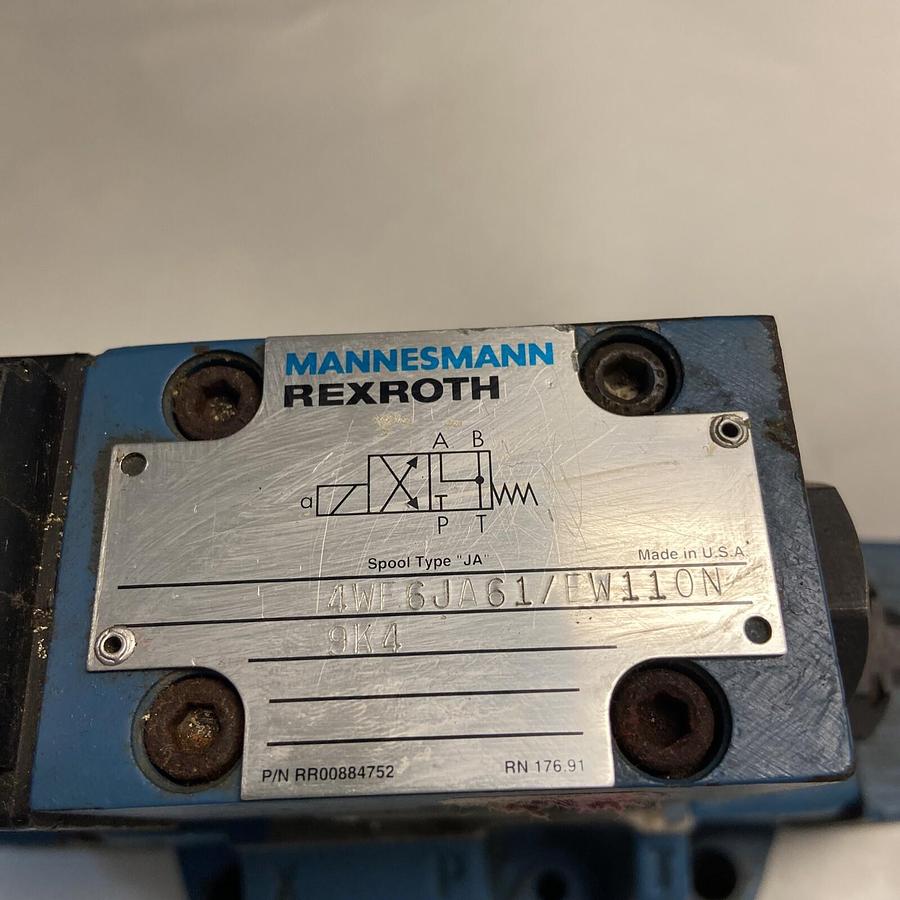 MANNESMANN
REXROTH
A B
a
P T
Spool Type "JA"
Made in U.S.A.
4WE6JA61/EW110N
9K4
P/N RR00884752
RN 176.91
P
T